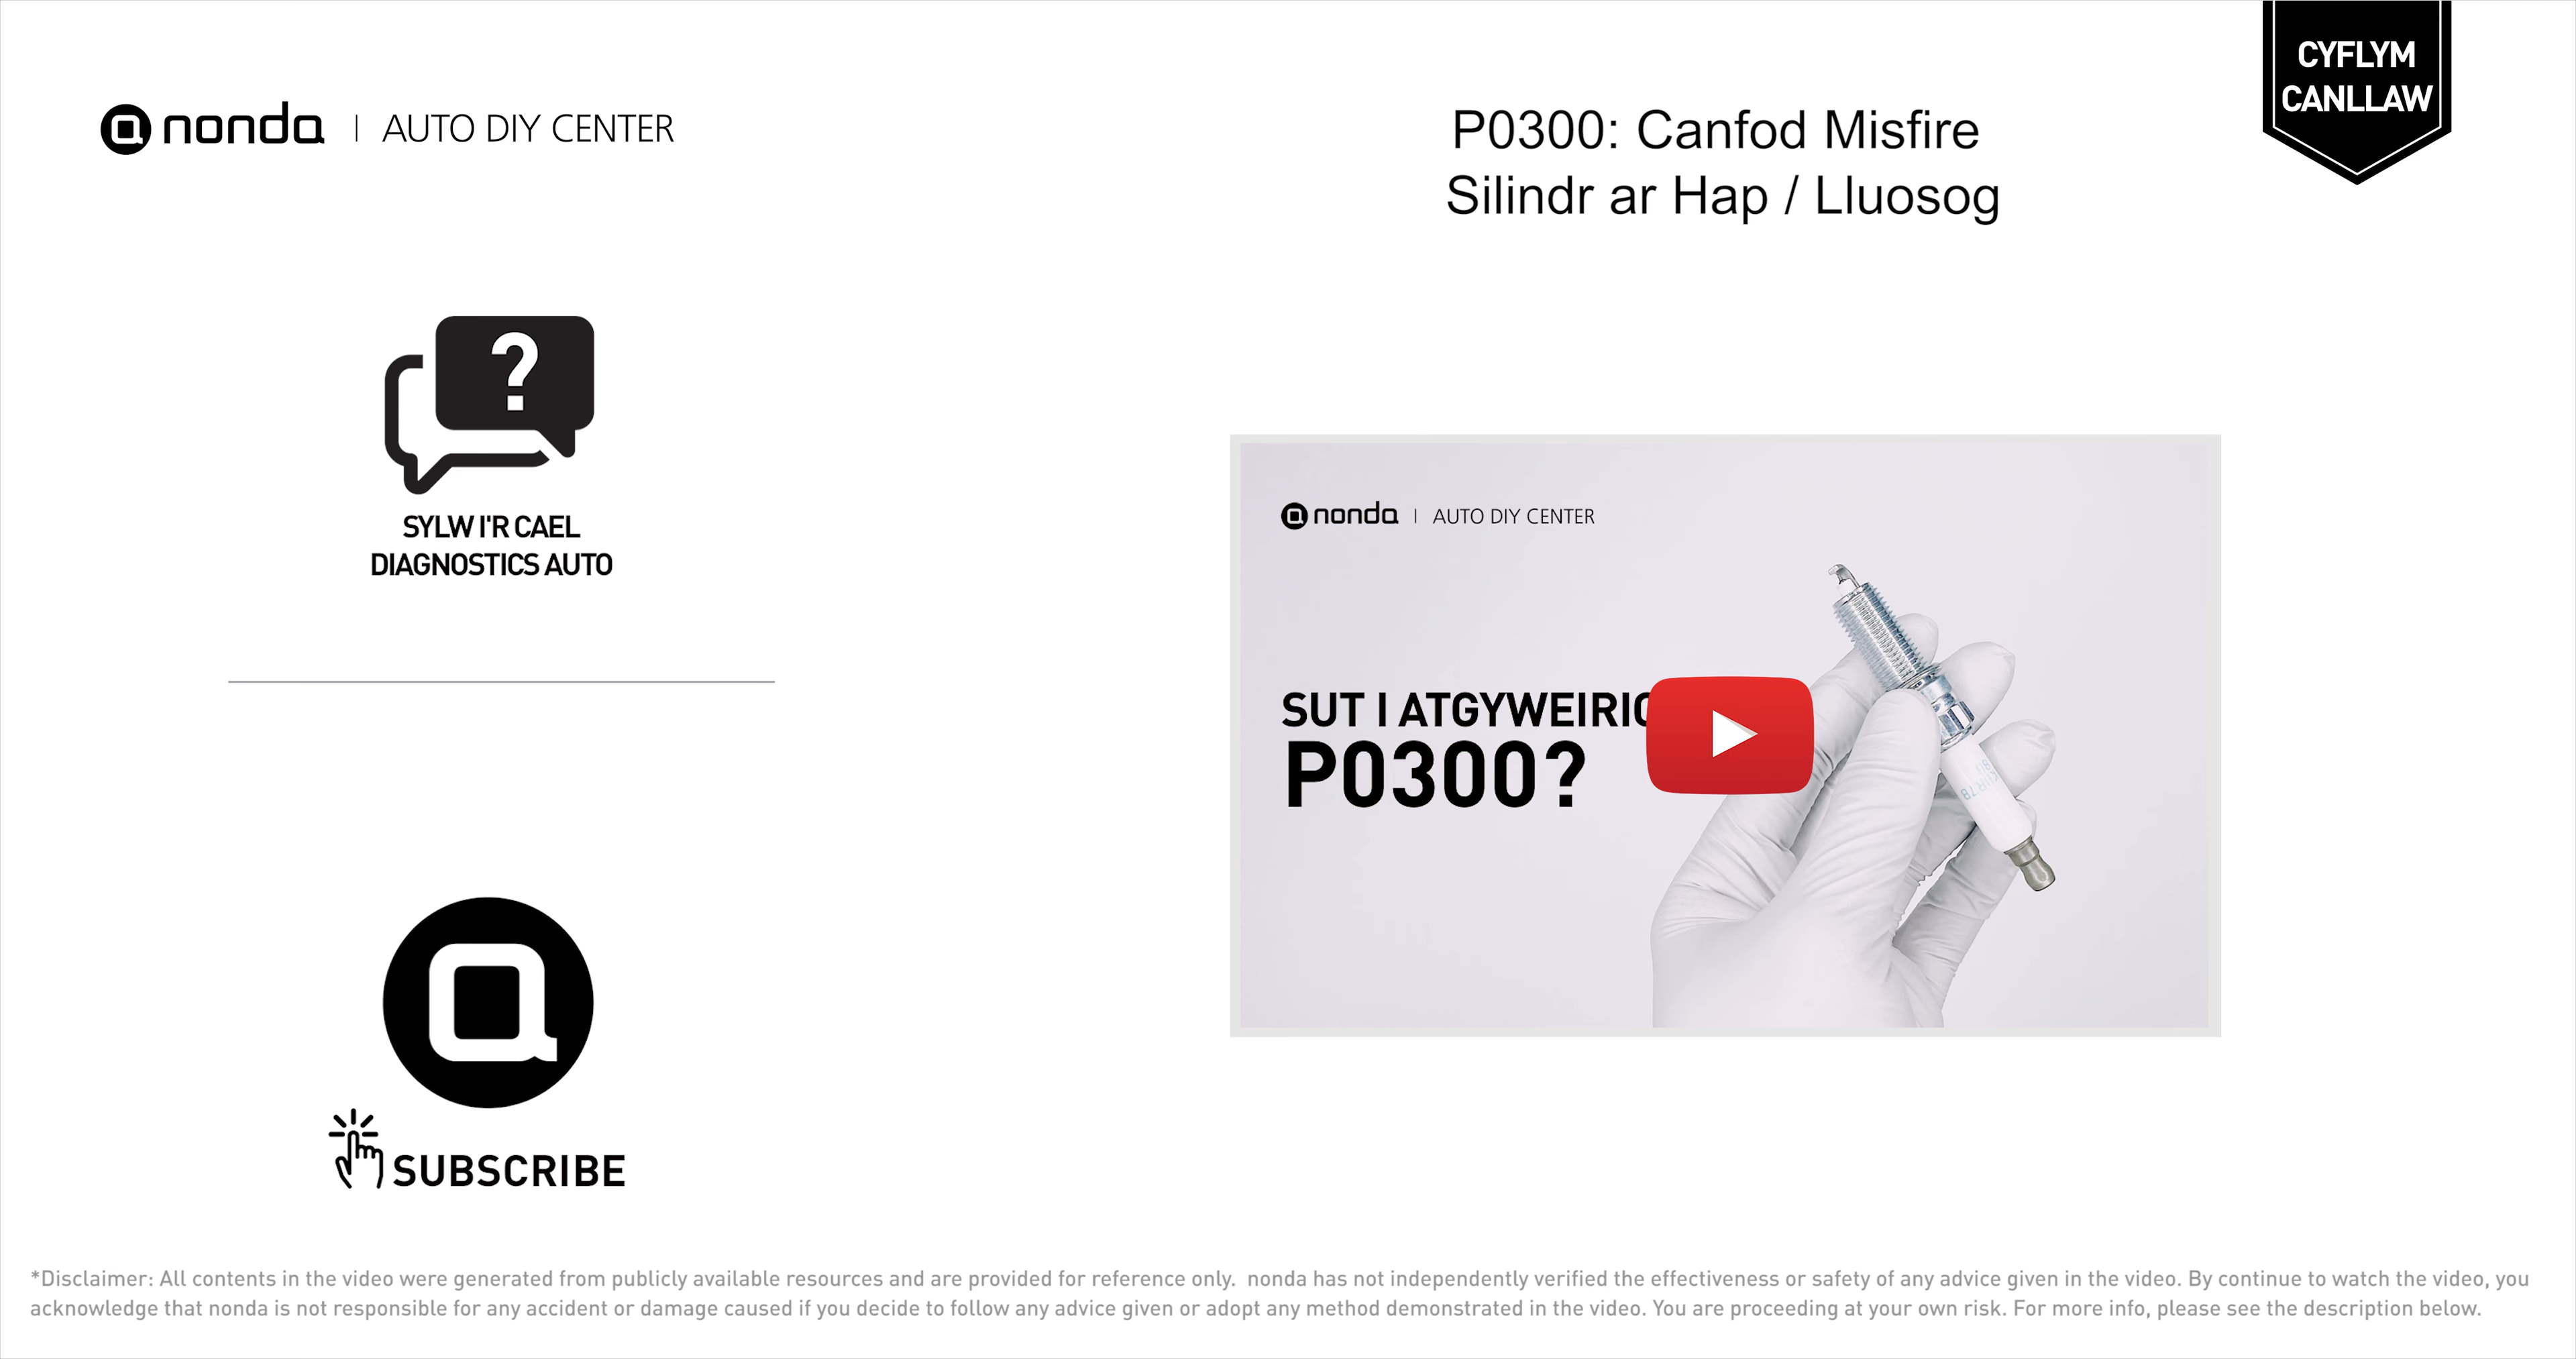 nonda | AUTO DIY CENTER
CYFLYM
CANLLAW
P0300: Canfod Misfire
Silindr ar Hap / Lluosog
?
SYLW I'R CAEL
DIAGNOSTICS AUTO
nonda | AUTO DIY CENTER
SUT I
P0300?
SUBSCRIBE
*Disclaimer: All contents in the video were generated from publicly available resources and are provided for reference only. nonda has not independently verified the effectiveness or safety of any advice given in the video. By continue to watch the video, you
acknowledge that nonda is not responsible for any accident or damage caused if you decide to follow any advice given or adopt any method demonstrated in the video. You are proceeding at your own risk. For more info, please see the description below.